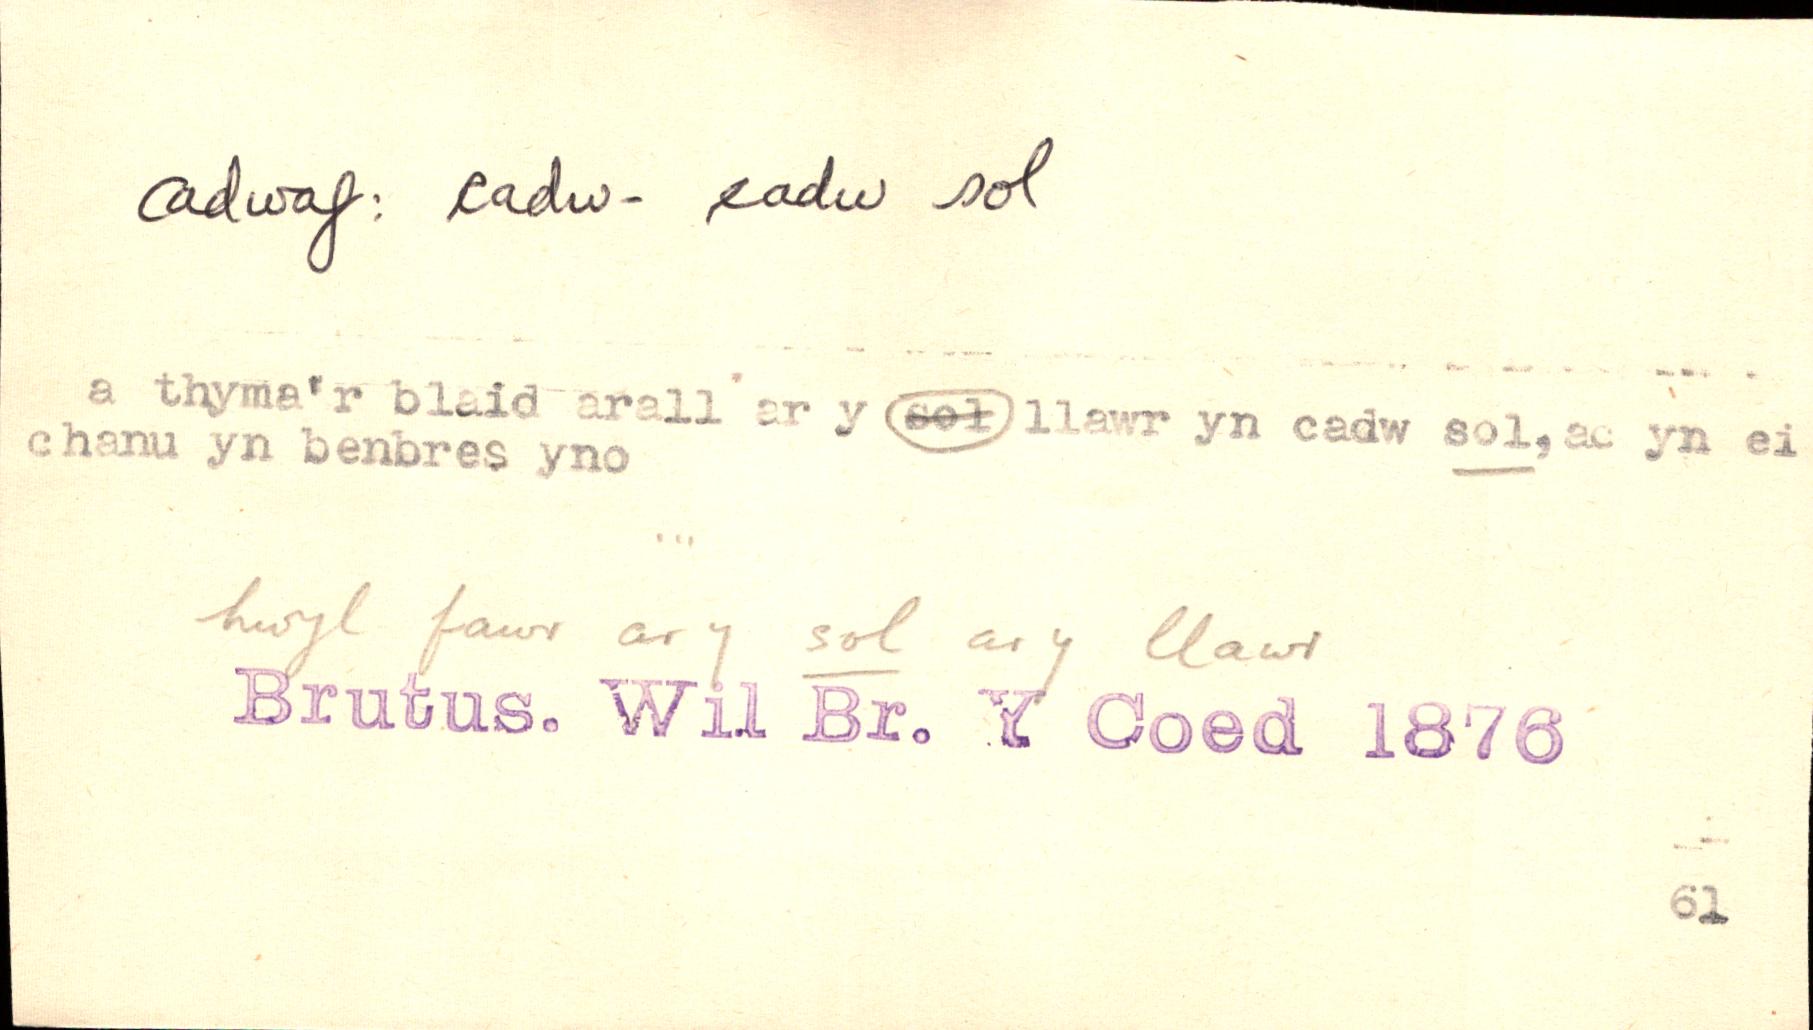 cadwaf: cadw- cadw sol
a thyma'r blaid arall ar y sol llawr yn cadw sol, ac yn ei
chanu yn benbres yno
hwyl fawr ar y sol ar y llawr
Brutus. Wil Br. Y Coed 1876
61